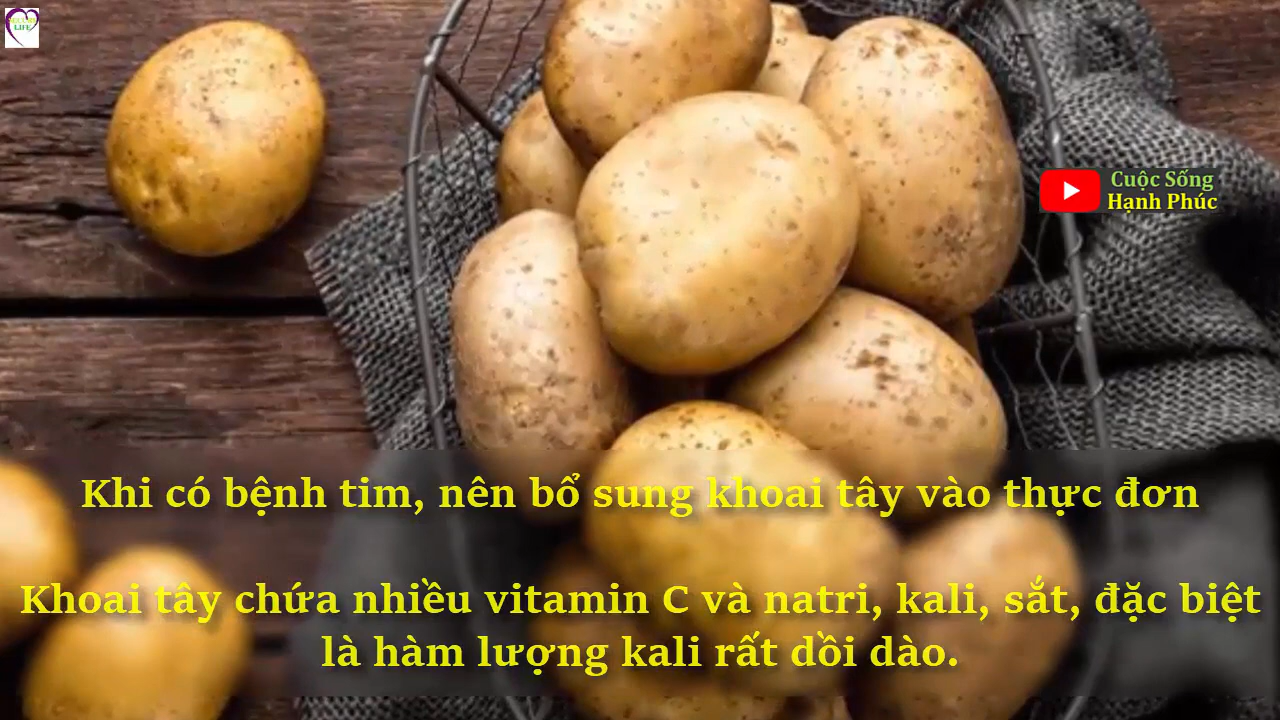 Cuộc Sống
Hạnh Phúc
Khi có bệnh tim, nên bổ sung khoai tây vào thực đơn
Khoai tây chứa nhiều vitamin C và natri, kali, sắt, đặc biệt
là hàm lượng kali rất dồi dào.